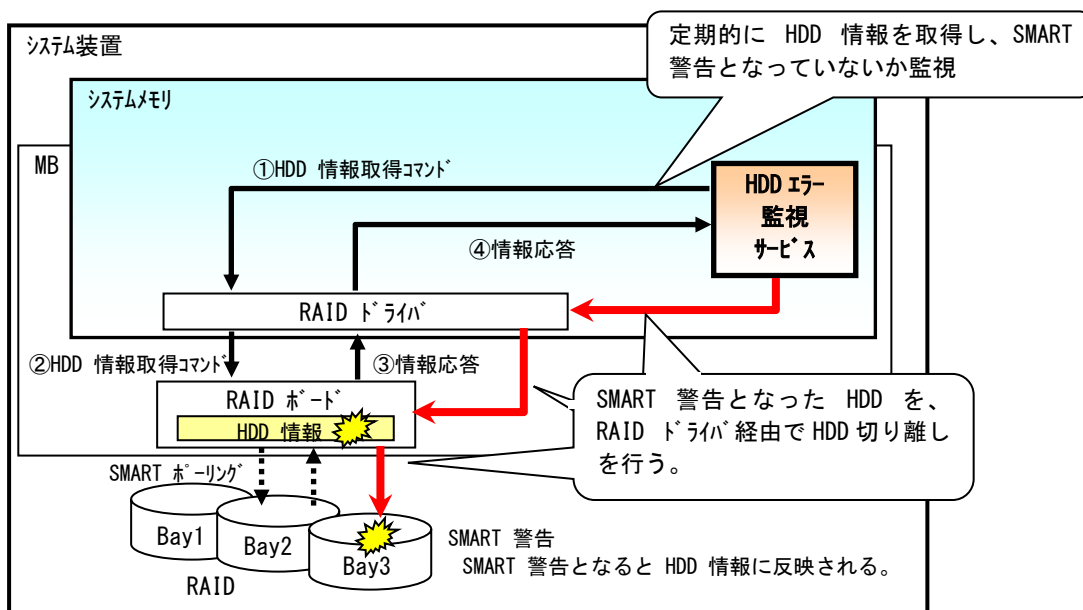 定期的に HDD 情報を取得し、SMART
警告となっていないか監視
ｼｽﾃﾑ装置
ｼｽﾃﾑﾒﾓﾘ
MB
①HDD 情報取得ｺﾏﾝﾄﾞ
HDD ｴﾗｰ
監視
ｻｰﾋﾞｽ
④情報応答
RAID ﾄﾞﾗｲﾊﾞ
②HDD 情報取得ｺﾏﾝﾄﾞ
③情報応答
RAID ﾎﾞｰﾄﾞ
HDD 情報
SMART 警告となった HDD を、
RAID ﾄﾞﾗｲﾊﾞ経由で HDD 切り離し
を行う。
SMART ﾎﾟｰﾘﾝｸﾞ
Bay1
Bay2
Bay3
RAID
SMART 警告
SMART 警告となると HDD 情報に反映される。